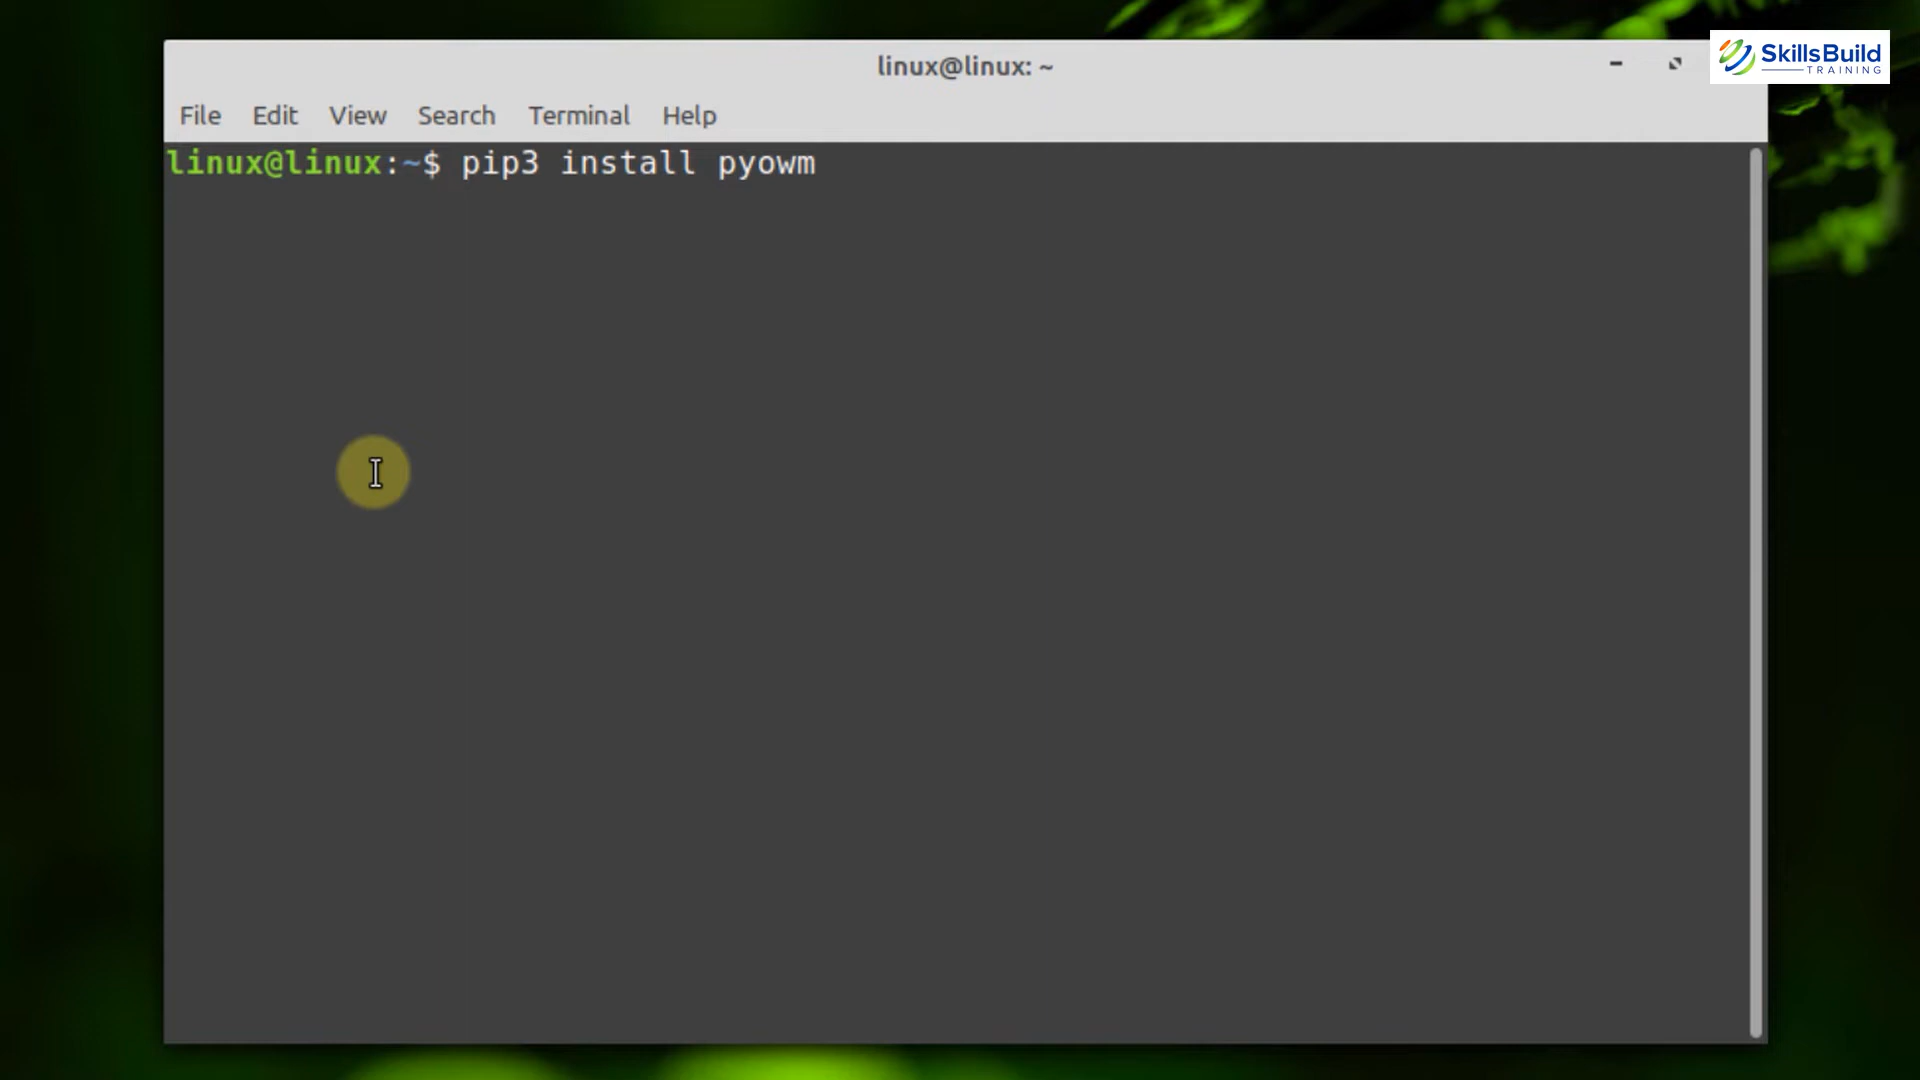 linux@linux: ~
SkillsBuild
TRAINING
File Edit View Search Terminal Help
linux@linux:~$ pip3 install pyowm